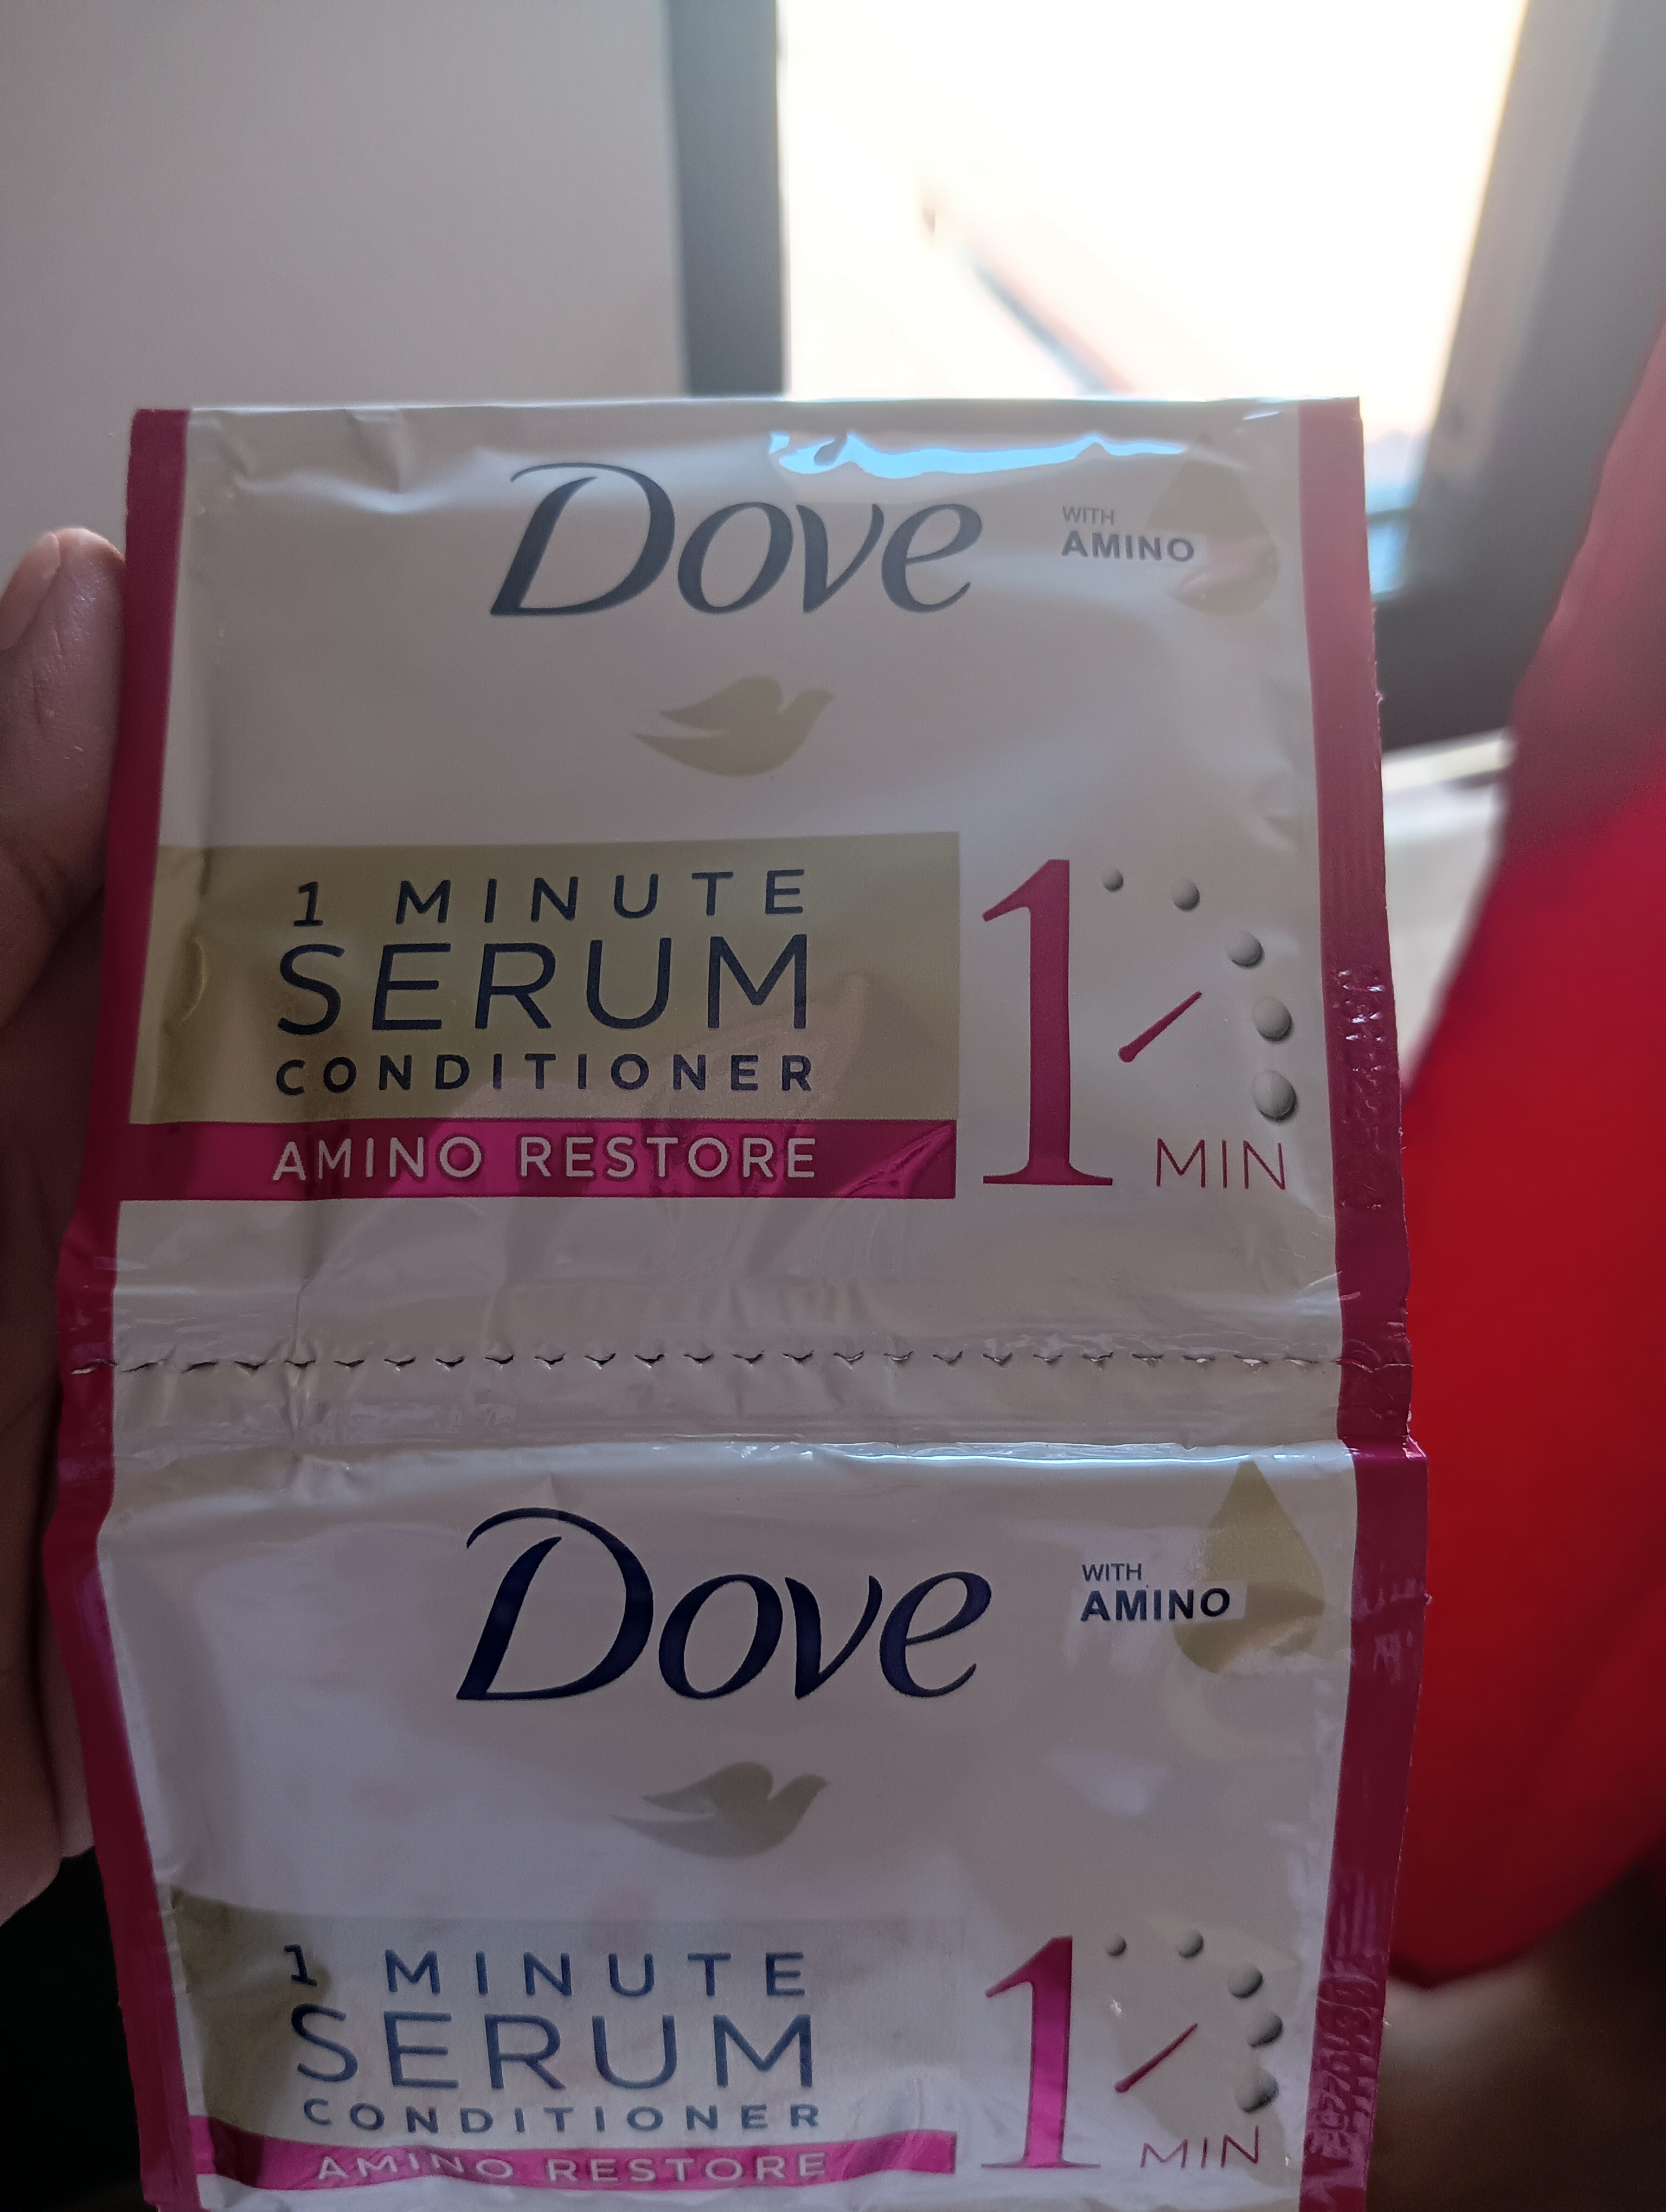 Dove
WITH
AMINO
1 MINUTE
SERUM
CONDITIONER
AMINO RESTORE
1 MIN
Dove
WITH
AMINO
1 MINUTE
SERUM
CONDITIONER
AMINO RESTORE
1 MIN